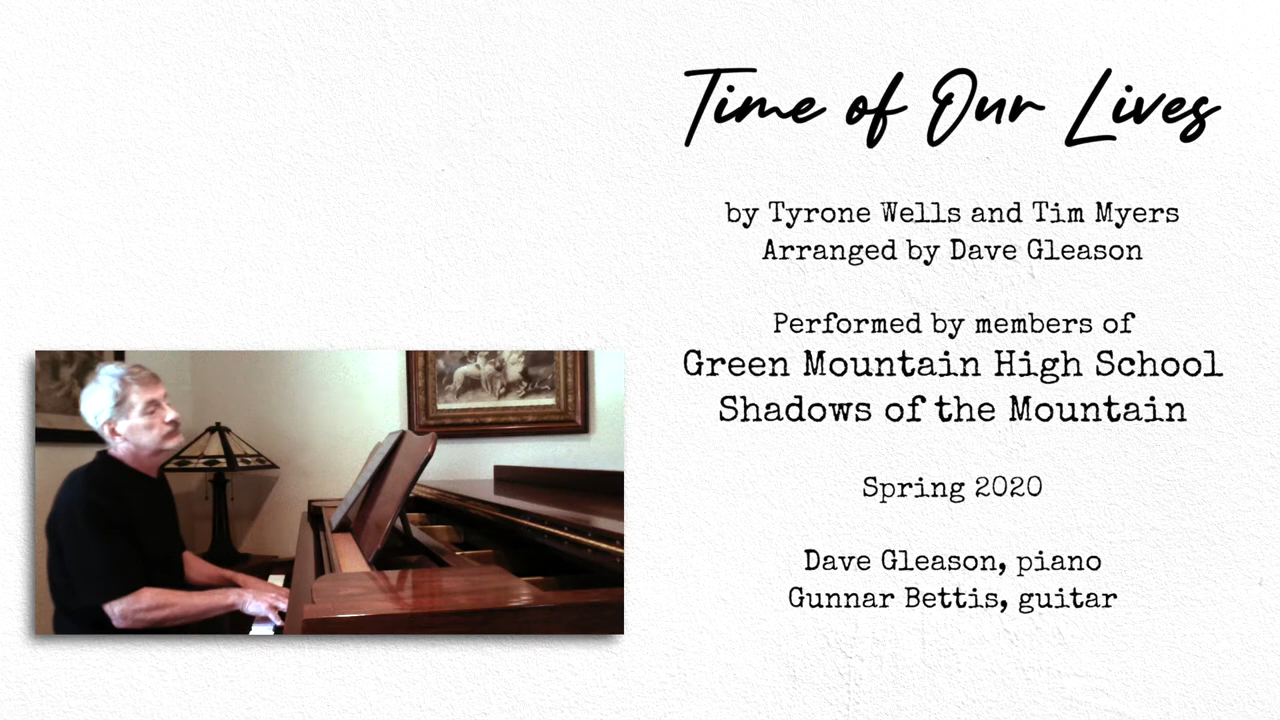 Time of Our Lives
by Tyrone Wells and Tim Myers
Arranged by Dave Gleason
Performed by members of
Green Mountain High School
Shadows of the Mountain
Spring 2020
Dave Gleason, piano
Gunnar Bettis, guitar